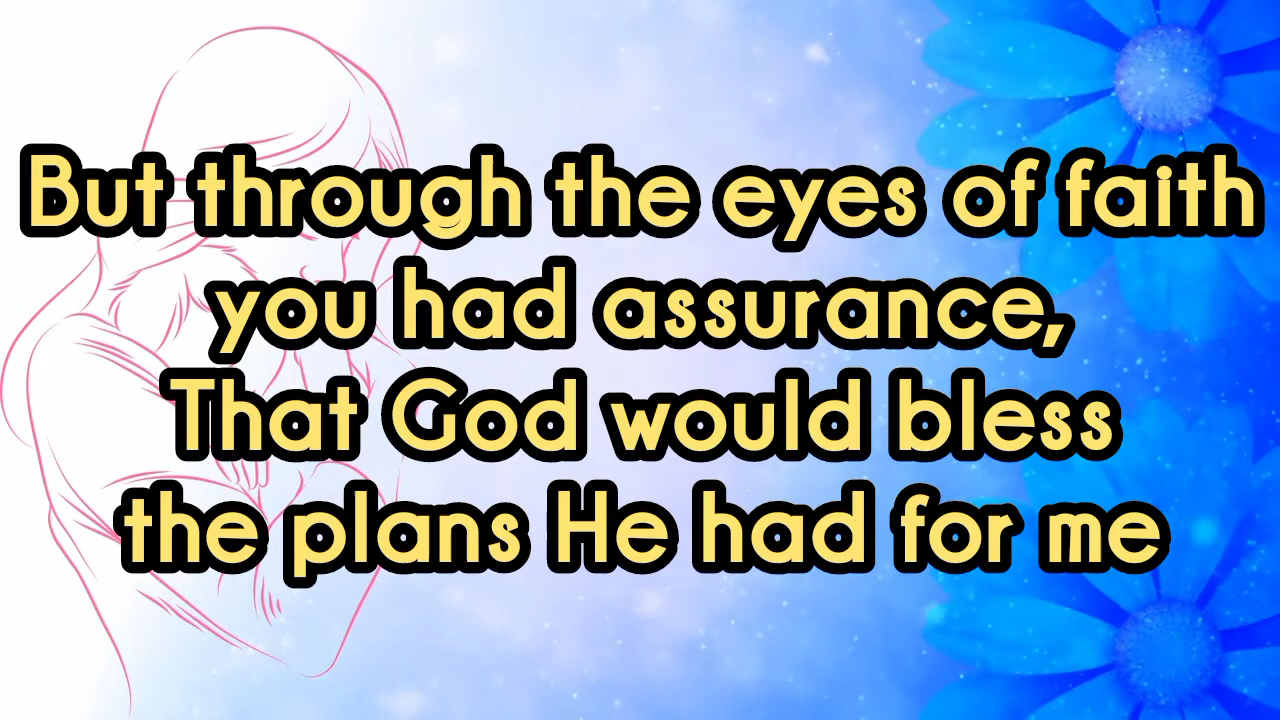 But through the eyes of faith
you had assurance,
That God would bless
the plans He had for me